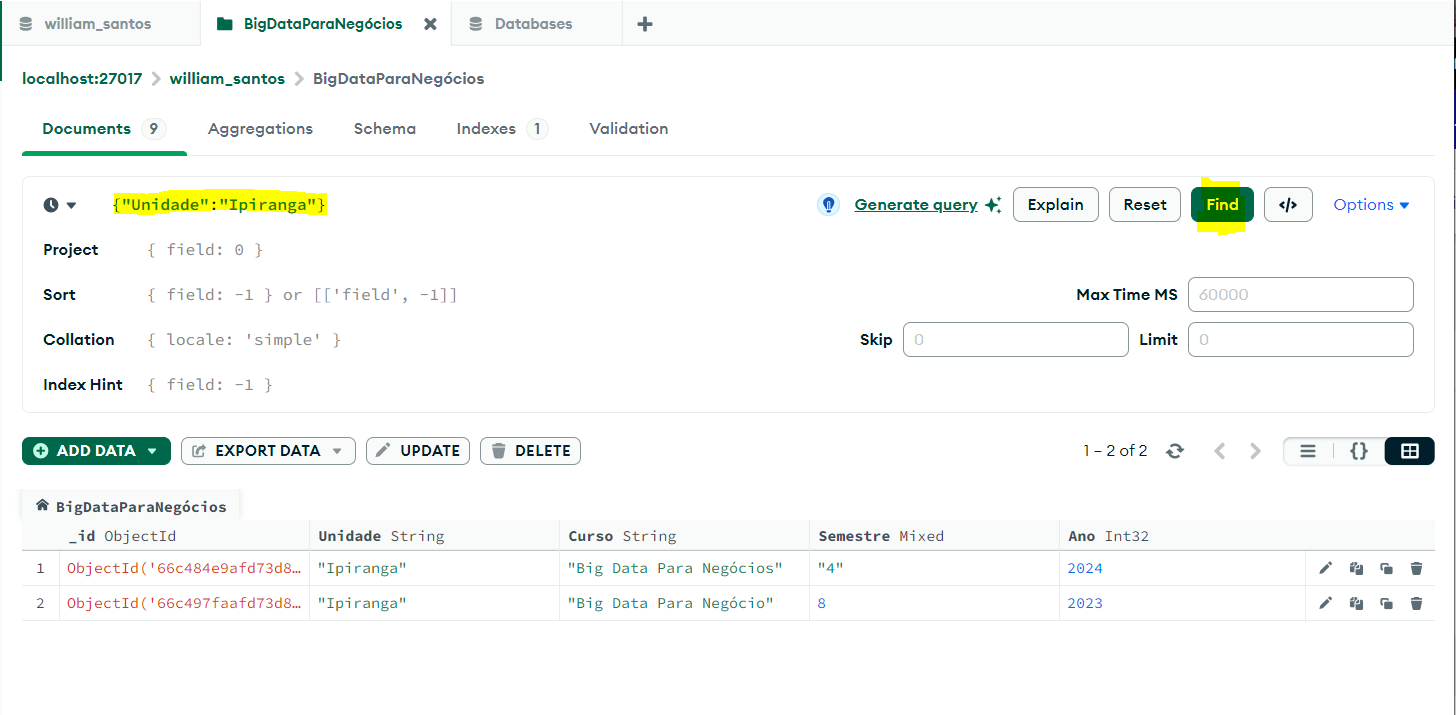 william_santos BigDataParaNegócios Databases
localhost:27017 william_santos BigDataParaNegócios
Documents 9 Aggregations Schema Indexes 1 Validation
{"Unidade":"Ipiranga"} Generate query Explain Reset Find </> Options
Project { field: 0 }
Sort { field: -1 } or [['field', -1]] Max Time MS 60000
Collation { locale: 'simple' } Skip 0 Limit 0
Index Hint { field: -1 }
ADD DATA EXPORT DATA UPDATE DELETE 1 – 2 of 2 {}
BigDataParaNegócios
_id ObjectId Unidade String Curso String Semestre Mixed Ano Int32
1 ObjectId('66c484e9afd73d8… "Ipiranga" "Big Data Para Negócios" "4" 2024
2 ObjectId('66c497faafd73d8… "Ipiranga" "Big Data Para Negócio" 8 2023